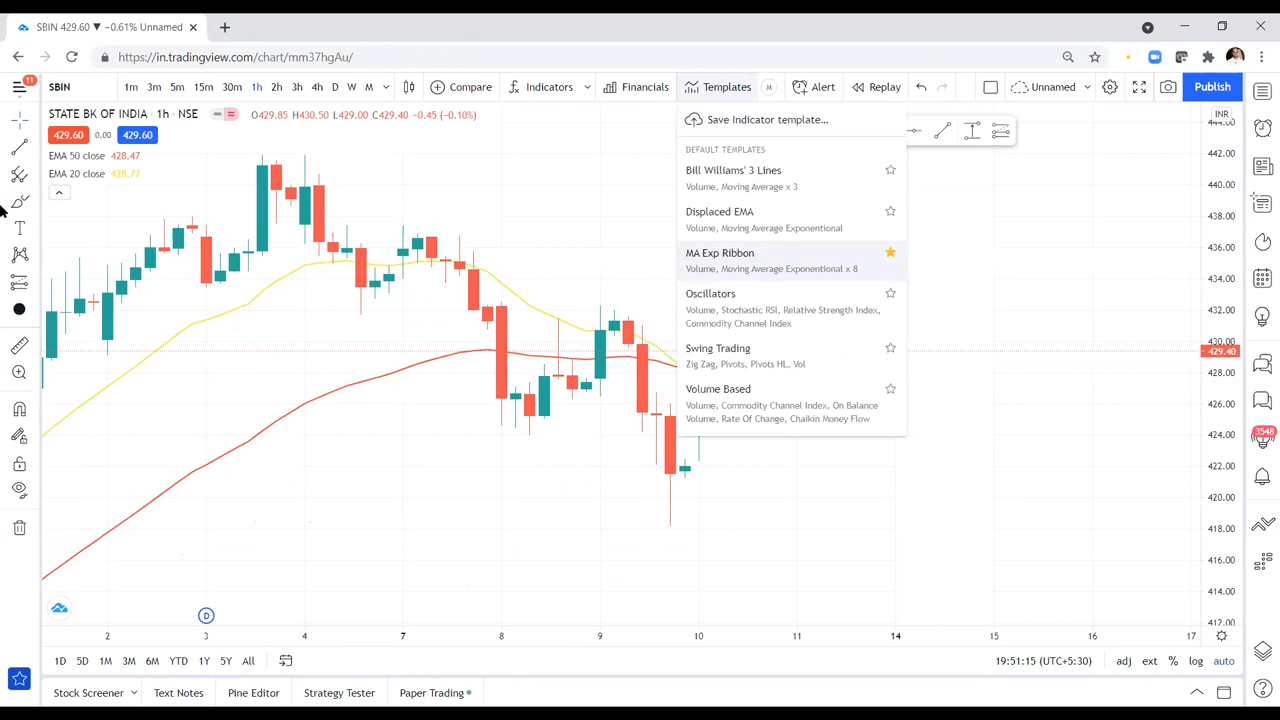 SBIN 429.60 ▼ −0.61% Unnamed
https://in.tradingview.com/chart/mm37hgAu/
11
SBIN
1m 3m 5m 15m 30m 1h 2h 3h 4h D W M
Compare
Indicators
Financials
Templates
M
Alert
Replay
Unnamed
Publish
STATE BK OF INDIA · 1h · NSE
O429.85 H430.50 L429.00 C429.40 −0.45 (−0.10%)
429.60 0.00 429.60
EMA 50 close 428.47
EMA 20 close 428.77
Save Indicator template...
DEFAULT TEMPLATES
Bill Williams' 3 Lines
Volume, Moving Average x 3
Displaced EMA
Volume, Moving Average Exponential
MA Exp Ribbon
Volume, Moving Average Exponential x 8
Oscillators
Volume, Stochastic RSI, Relative Strength Index,
Commodity Channel Index
Swing Trading
Zig Zag, Pivots, Pivots HL, Vol
Volume Based
Volume, Commodity Channel Index, On Balance
Volume, Rate Of Change, Chaikin Money Flow
INR
444.00
442.00
440.00
438.00
436.00
434.00
432.00
430.00
429.40
428.00
426.00
424.00
422.00
420.00
418.00
416.00
414.00
412.00
3548
D
2 3 4 7 8 9 10 11 14 15 16 17
1D 5D 1M 3M 6M YTD 1Y 5Y All
19:51:15 (UTC+5:30)
adj ext % log auto
Stock Screener
Text Notes
Pine Editor
Strategy Tester
Paper Trading